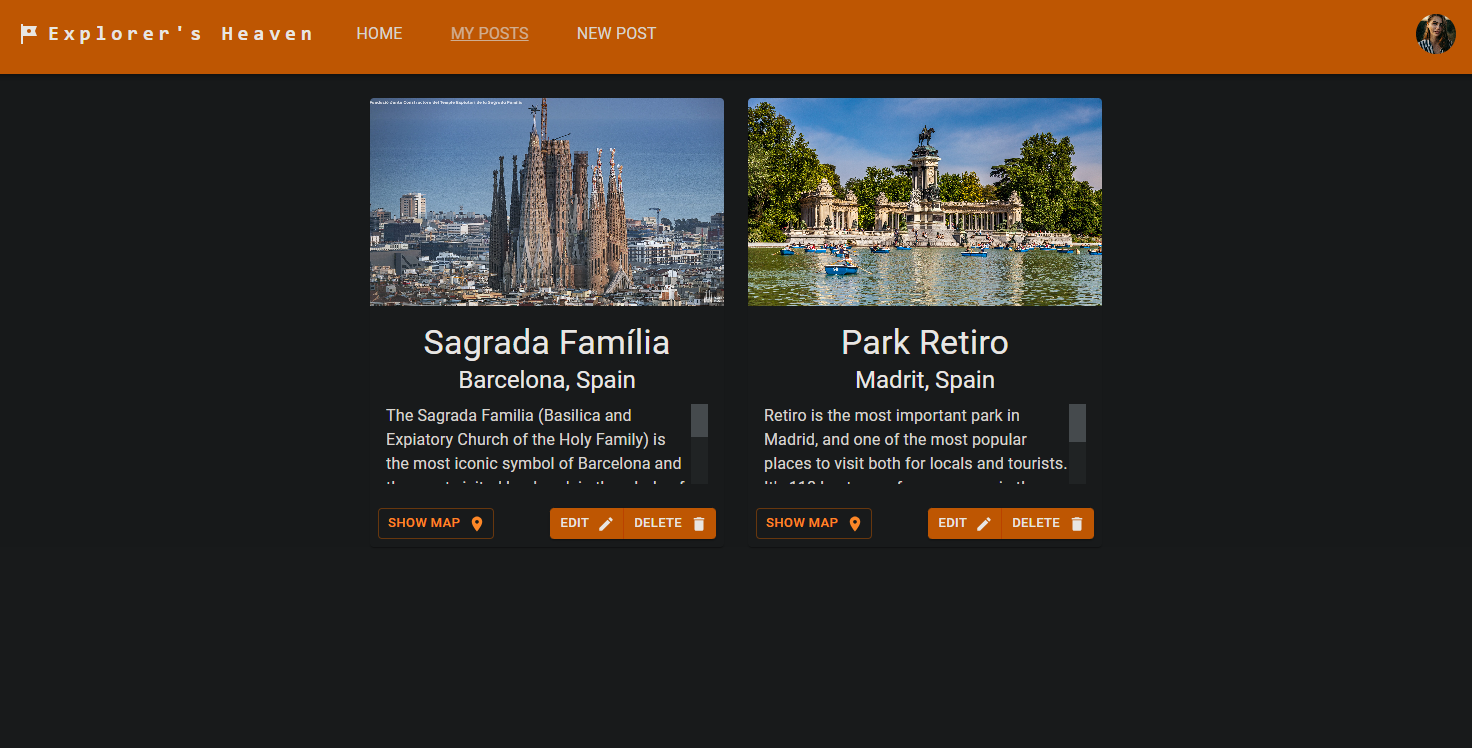 Explorer's Heaven
HOME
MY POSTS
NEW POST
Sagrada Família
Barcelona, Spain
The Sagrada Familia (Basilica and
Expiatory Church of the Holy Family) is
the most iconic symbol of Barcelona and
SHOW MAP
EDIT
DELETE
Park Retiro
Madrit, Spain
Retiro is the most important park in
Madrid, and one of the most popular
places to visit both for locals and tourists.
SHOW MAP
EDIT
DELETE